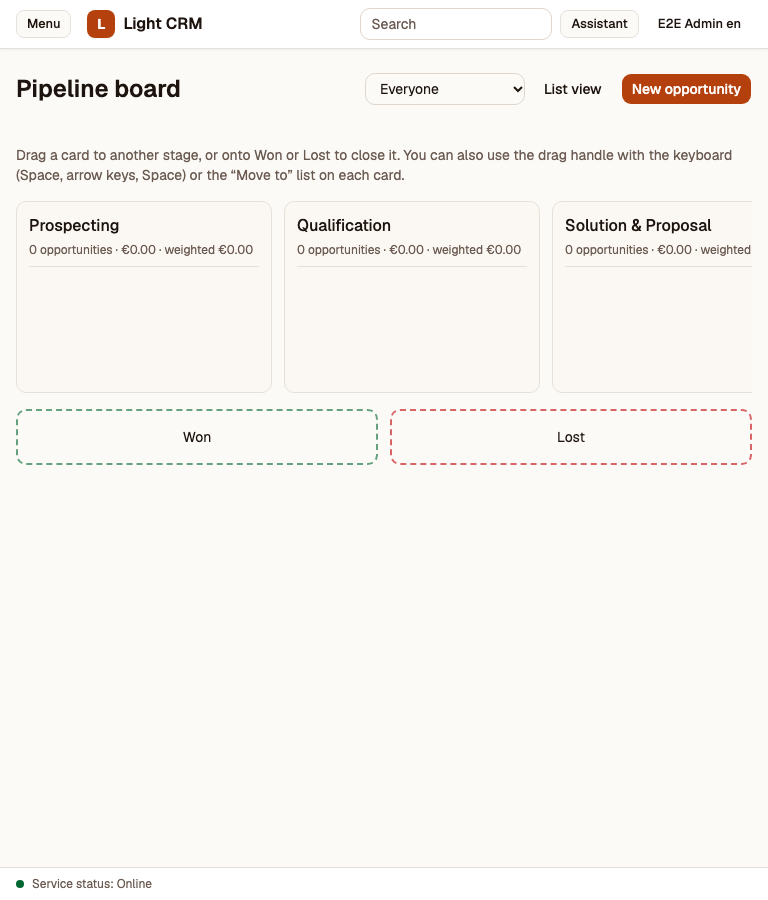 Menu
L
Light CRM
Search
Assistant
E2E Admin en
Pipeline board
Everyone
List view
New opportunity
Drag a card to another stage, or onto Won or Lost to close it. You can also use the drag handle with the keyboard
(Space, arrow keys, Space) or the “Move to” list on each card.
Prospecting
0 opportunities · €0.00 · weighted €0.00
Qualification
0 opportunities · €0.00 · weighted €0.00
Solution & Proposal
0 opportunities · €0.00 · weighted
Won
Lost
Service status: Online